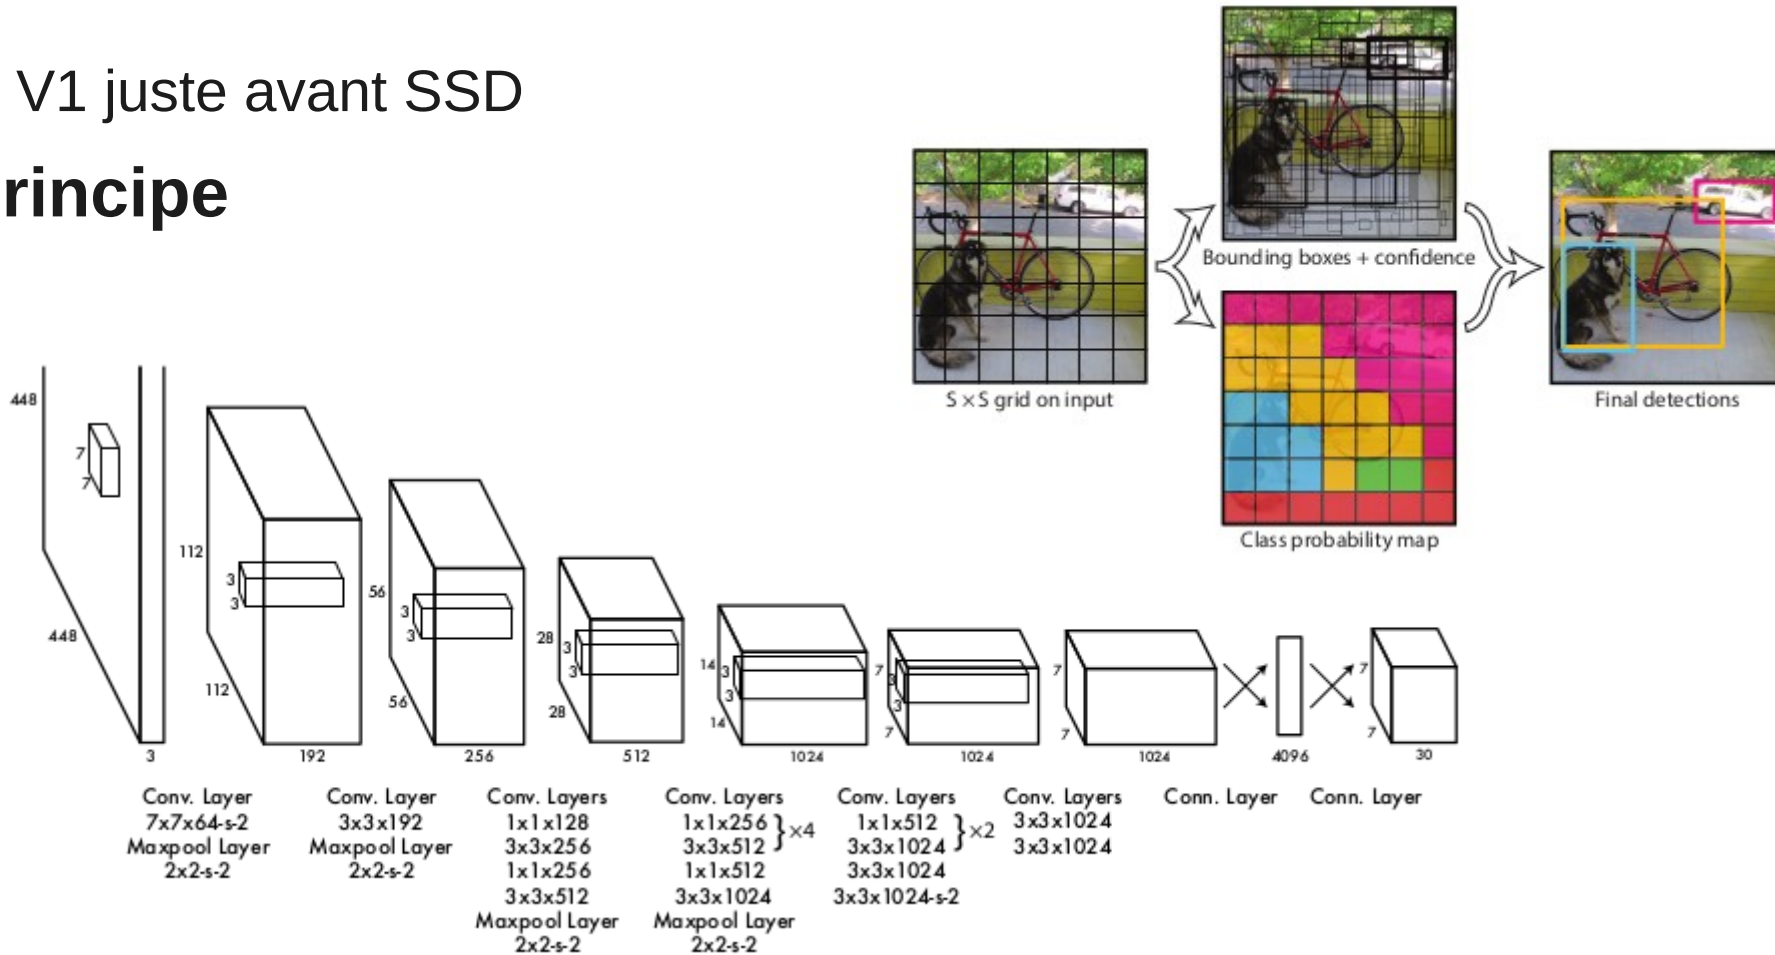 V1 juste avant SSD
rincipe
S × S grid on input
Bounding boxes + confidence
Class probability map
Final detections
448
7
7
448
3
112
3
3
112
192
56
3
3
56
256
28
3
3
28
512
14
3
3
14
1024
7
3
3
7
1024
7
7
1024
4096
7
7
30
Conv. Layer
7x7x64-s-2
Maxpool Layer
2x2-s-2
Conv. Layer
3x3x192
Maxpool Layer
2x2-s-2
Conv. Layers
1x1x128
3x3x256
1x1x256
3x3x512
Maxpool Layer
2x2-s-2
Conv. Layers
1x1x256
3x3x512
}×4
1x1x512
3x3x1024
Maxpool Layer
2x2-s-2
Conv. Layers
1x1x512
3x3x1024
}×2
3x3x1024
3x3x1024-s-2
Conv. Layers
3x3x1024
3x3x1024
Conn. Layer
Conn. Layer